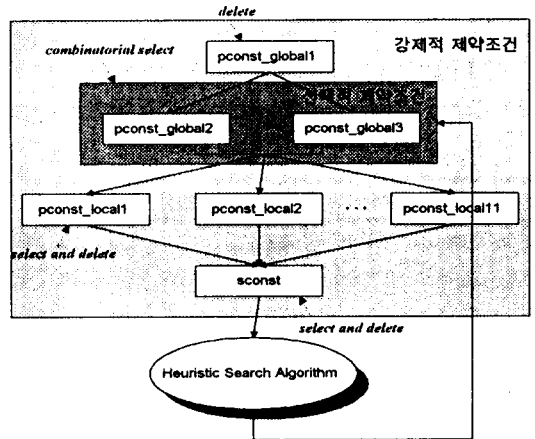 delete
combinatorial select
강제적 제약조건
pconst_global1
pconst_global2
pconst_global3
pconst_local1
pconst_local2
...
pconst_local11
select and delete
sconst
select and delete
Heuristic Search Algorithm